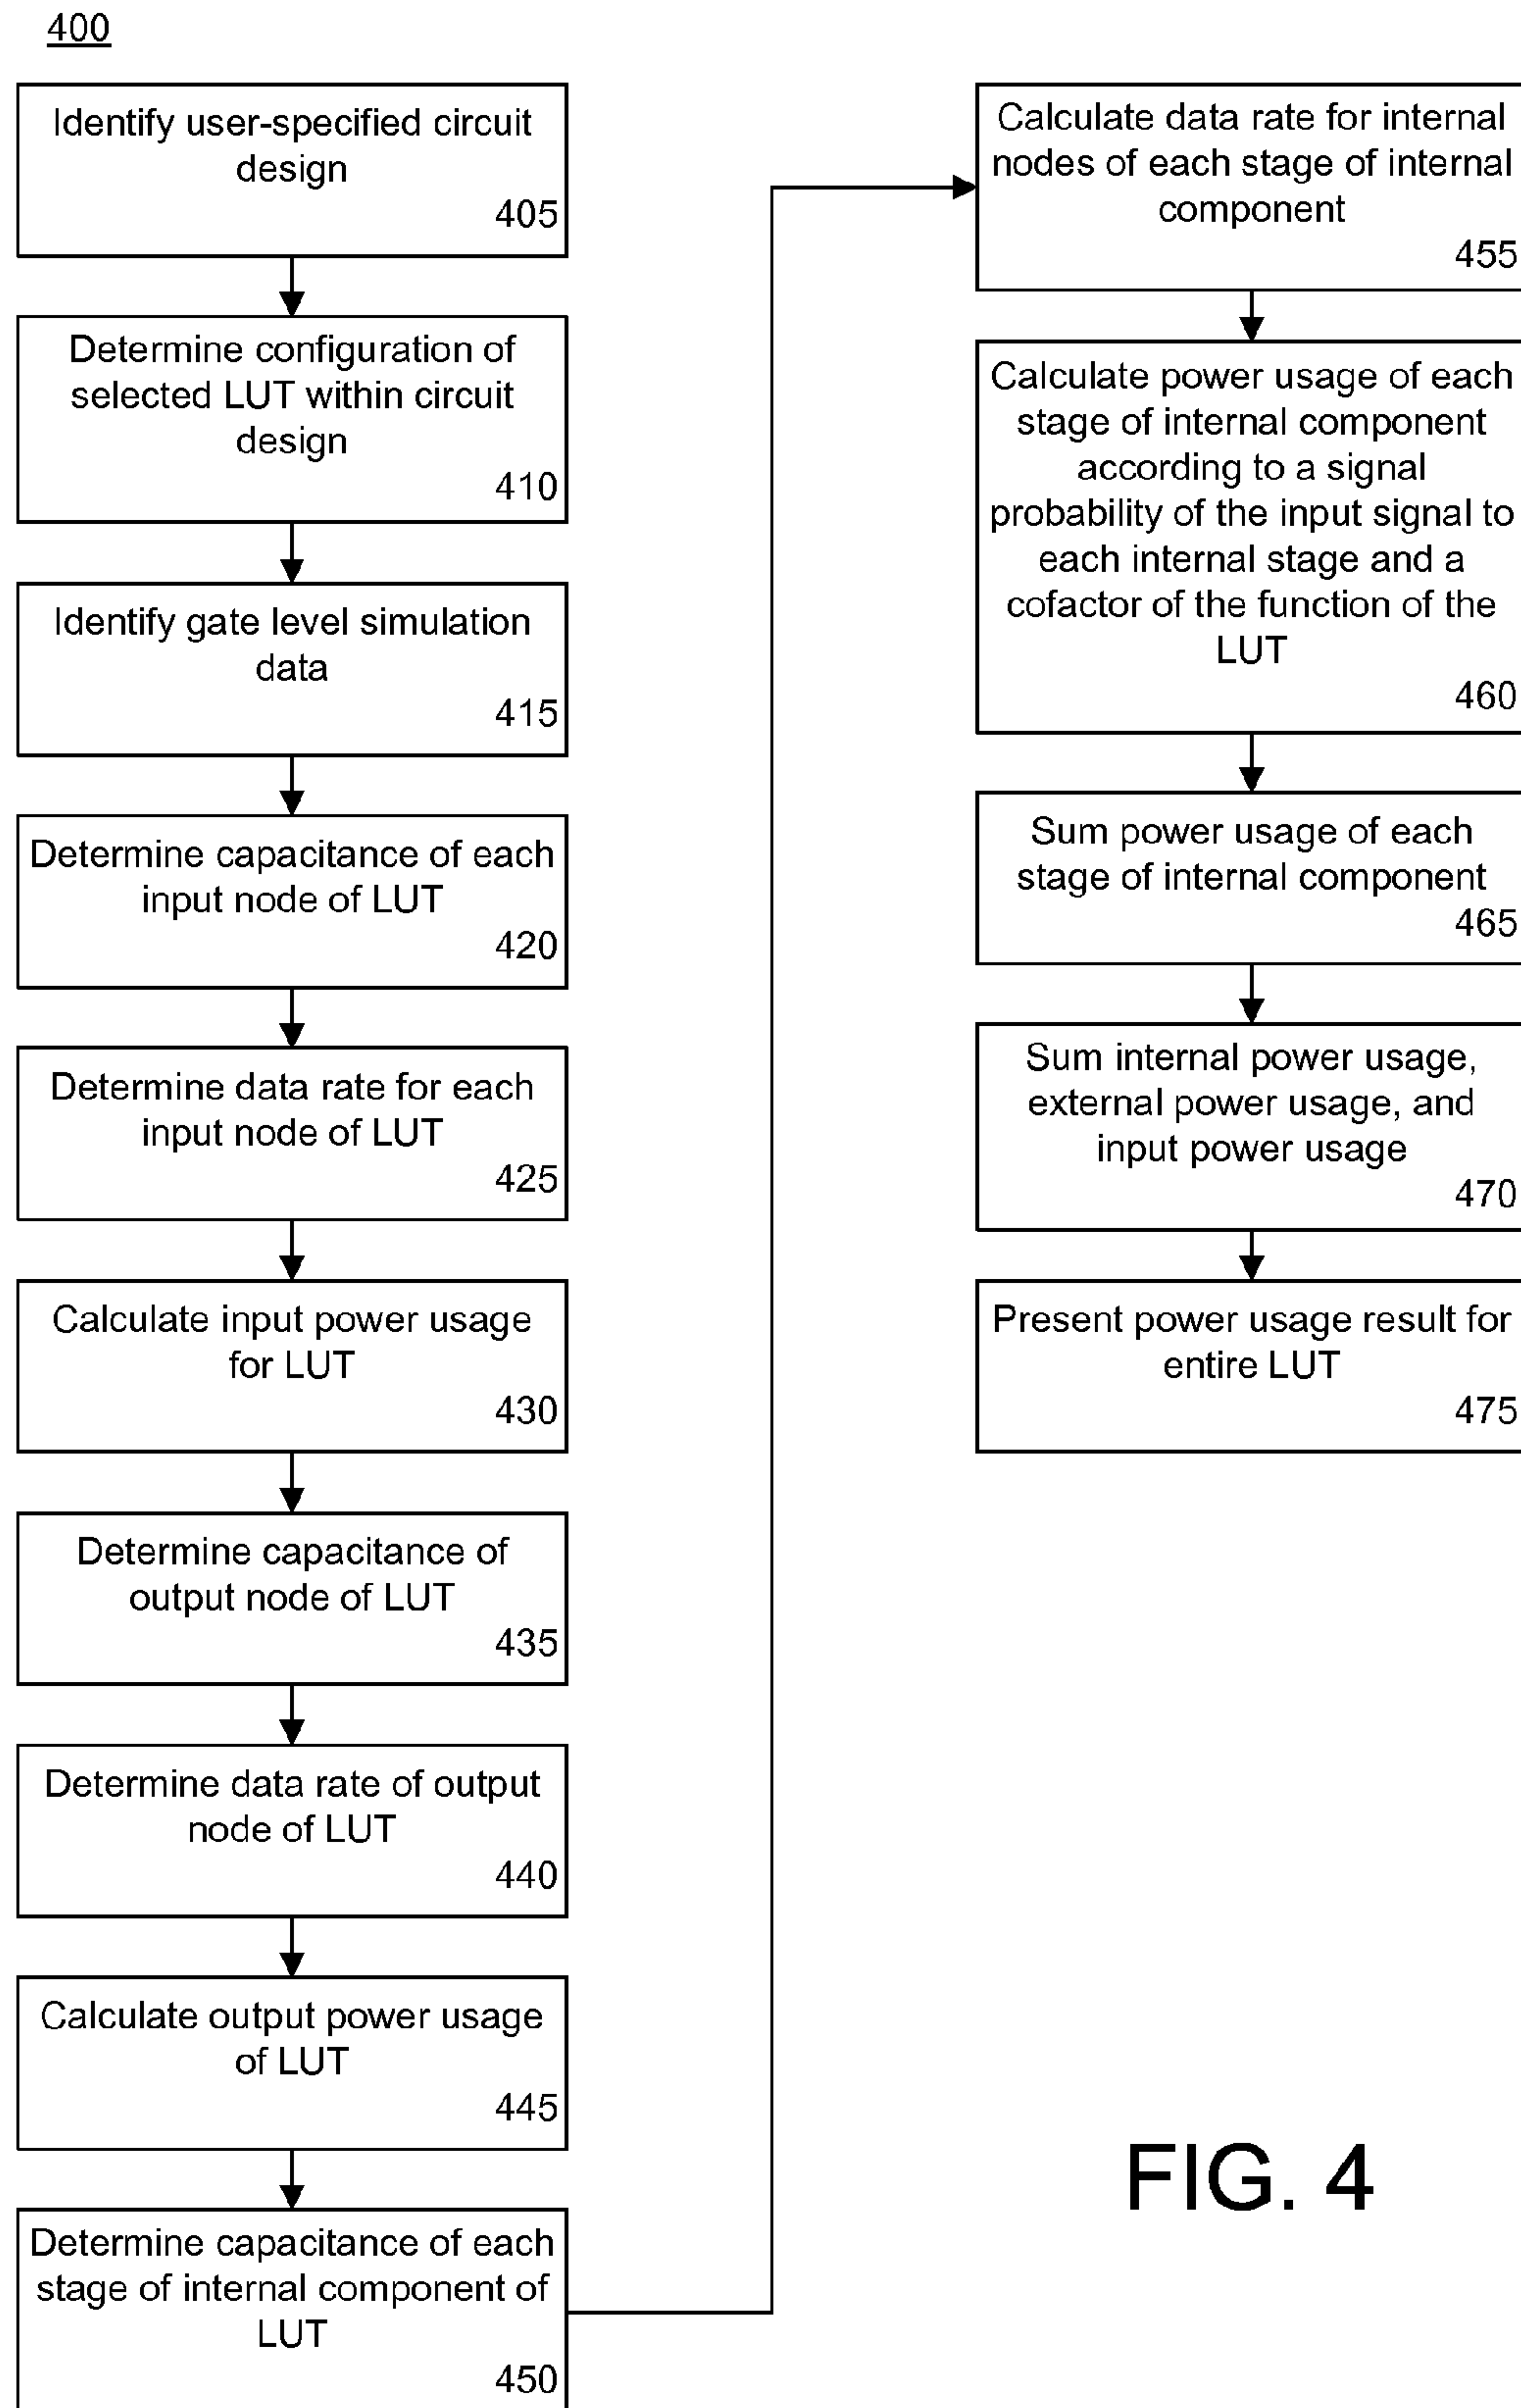 400
Identify user-specified circuit
design
405
Determine configuration of
selected LUT within circuit
design
410
Identify gate level simulation
data
415
Determine capacitance of each
input node of LUT
420
Determine data rate for each
input node of LUT
425
Calculate input power usage
for LUT
430
Determine capacitance of
output node of LUT
435
Determine data rate of output
node of LUT
440
Calculate output power usage
of LUT
445
Determine capacitance of each
stage of internal component of
LUT
450
Calculate data rate for internal
nodes of each stage of internal
component
455
Calculate power usage of each
stage of internal component
according to a signal
probability of the input signal to
each internal stage and a
cofactor of the function of the
LUT
460
Sum power usage of each
stage of internal component
465
Sum internal power usage,
external power usage, and
input power usage
470
Present power usage result for
entire LUT
475
FIG. 4